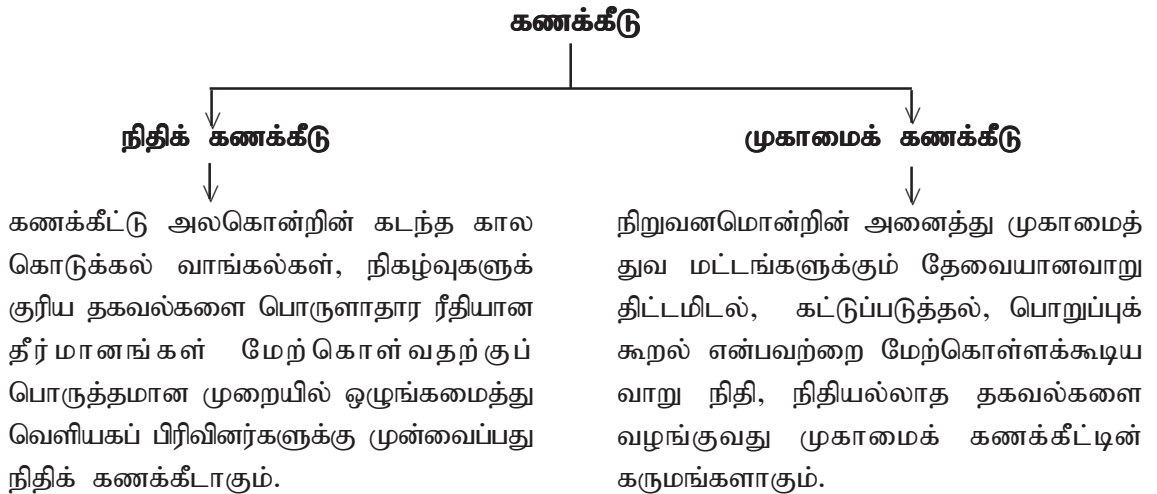 கணக்கீடு
நிதிக் கணக்கீடு
முகாமைக் கணக்கீடு
கணக்கீட்டு அலகொன்றின் கடந்த கால
கொடுக்கல் வாங்கல்கள், நிகழ்வுகளுக்
குரிய தகவல்களை பொருளாதார ரீதியான
தீர்மானங்கள் மேற்கொள்வதற்குப்
பொருத்தமான முறையில் ஒழுங்கமைத்து
வெளியகப் பிரிவினர்களுக்கு முன்வைப்பது
நிதிக் கணக்கீடாகும்.
நிறுவனமொன்றின் அனைத்து முகாமைத்
துவ மட்டங்களுக்கும் தேவையானவாறு
திட்டமிடல், கட்டுப்படுத்தல், பொறுப்புக்
கூறல் என்பவற்றை மேற்கொள்ளக்கூடிய
வாறு நிதி, நிதியல்லாத தகவல்களை
வழங்குவது முகாமைக் கணக்கீட்டின்
கருமங்களாகும்.